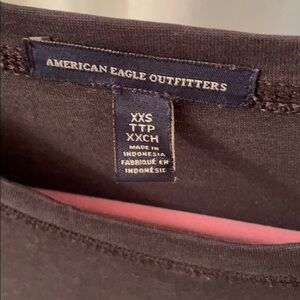 AMERICAN EAGLE OUTFITTERS
XXS
TTP
XXCH
MADE IN
INDONESIA
FABRIQUÉ EN
INDONÉSIE